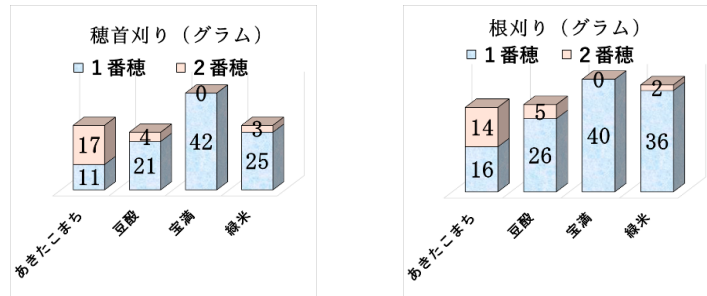 穂首刈り（グラム）
1番穂 2番穂
17 4 0 3
11 21 42 25
あきたこまち 豆酘 宝満 緑米
根刈り（グラム）
1番穂 2番穂
14 5 0 2
16 26 40 36
あきたこまち 豆酘 宝満 緑米